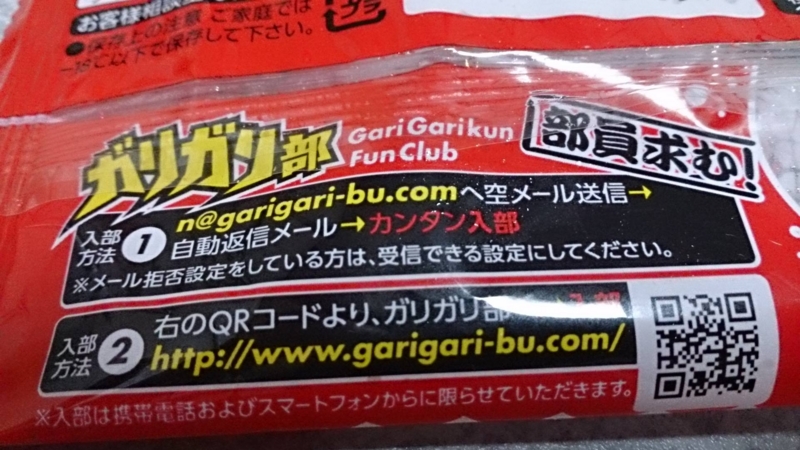 お客様相談
●保存上の注意 ご家庭では
以下で保存して下さい。
プラ
ガリガリ部
Gari Garikun
Fun Club
部員求む!
入部方法 1
n@garigari-bu.comへ空メール送信→
自動返信メール→カンタン入部
※メール拒否設定をしている方は、受信できる設定にしてください。
入部方法 2
右のQRコードより、ガリガリ部
入部
http://www.garigari-bu.com/
※入部は携帯電話およびスマートフォンからに限らせていただきます。